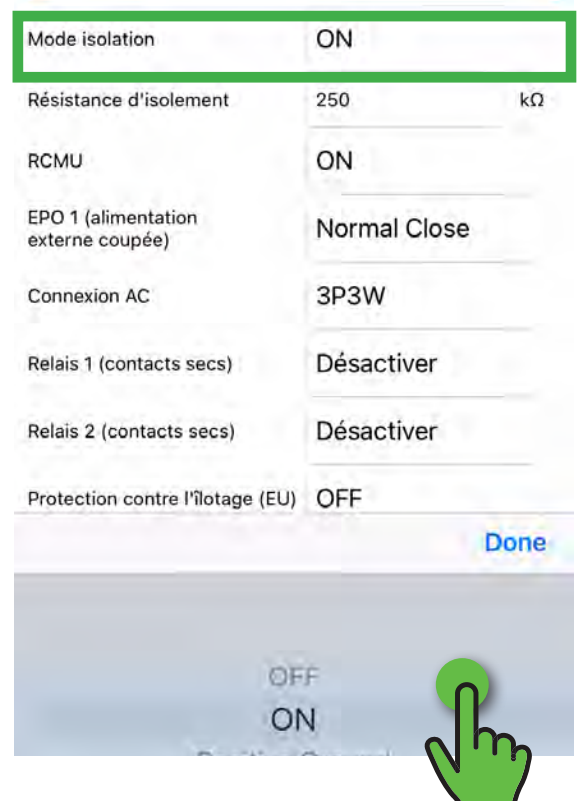 Mode isolation ON
Résistance d'isolement 250 kΩ
RCMU ON
EPO 1 (alimentation
externe coupée) Normal Close
Connexion AC 3P3W
Relais 1 (contacts secs) Désactiver
Relais 2 (contacts secs) Désactiver
Protection contre l'îlotage (EU) OFF
Done
OFF
ON